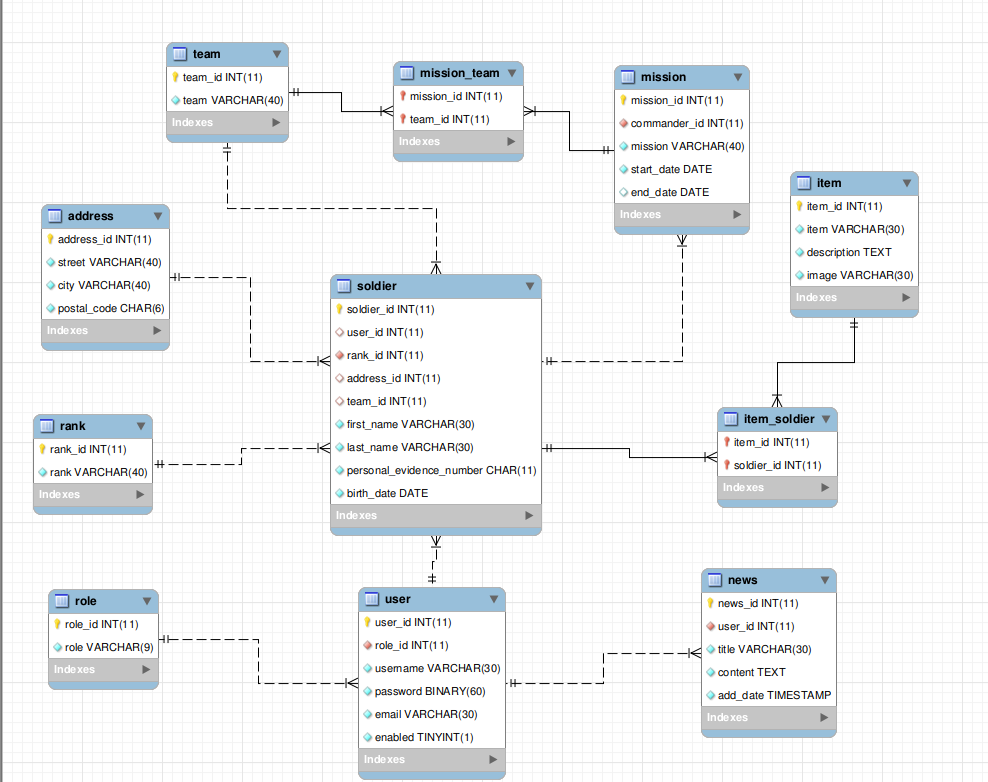 team
team_id INT(11)
team VARCHAR(40)
Indexes
mission_team
mission_id INT(11)
team_id INT(11)
Indexes
mission
mission_id INT(11)
commander_id INT(11)
mission VARCHAR(40)
start_date DATE
end_date DATE
Indexes
item
item_id INT(11)
item VARCHAR(30)
description TEXT
image VARCHAR(30)
Indexes
address
address_id INT(11)
street VARCHAR(40)
city VARCHAR(40)
postal_code CHAR(6)
Indexes
soldier
soldier_id INT(11)
user_id INT(11)
rank_id INT(11)
address_id INT(11)
team_id INT(11)
first_name VARCHAR(30)
last_name VARCHAR(30)
personal_evidence_number CHAR(11)
birth_date DATE
Indexes
rank
rank_id INT(11)
rank VARCHAR(40)
Indexes
item_soldier
item_id INT(11)
soldier_id INT(11)
Indexes
role
role_id INT(11)
role VARCHAR(9)
Indexes
user
user_id INT(11)
role_id INT(11)
username VARCHAR(30)
password BINARY(60)
email VARCHAR(30)
enabled TINYINT(1)
Indexes
news
news_id INT(11)
user_id INT(11)
title VARCHAR(30)
content TEXT
add_date TIMESTAMP
Indexes